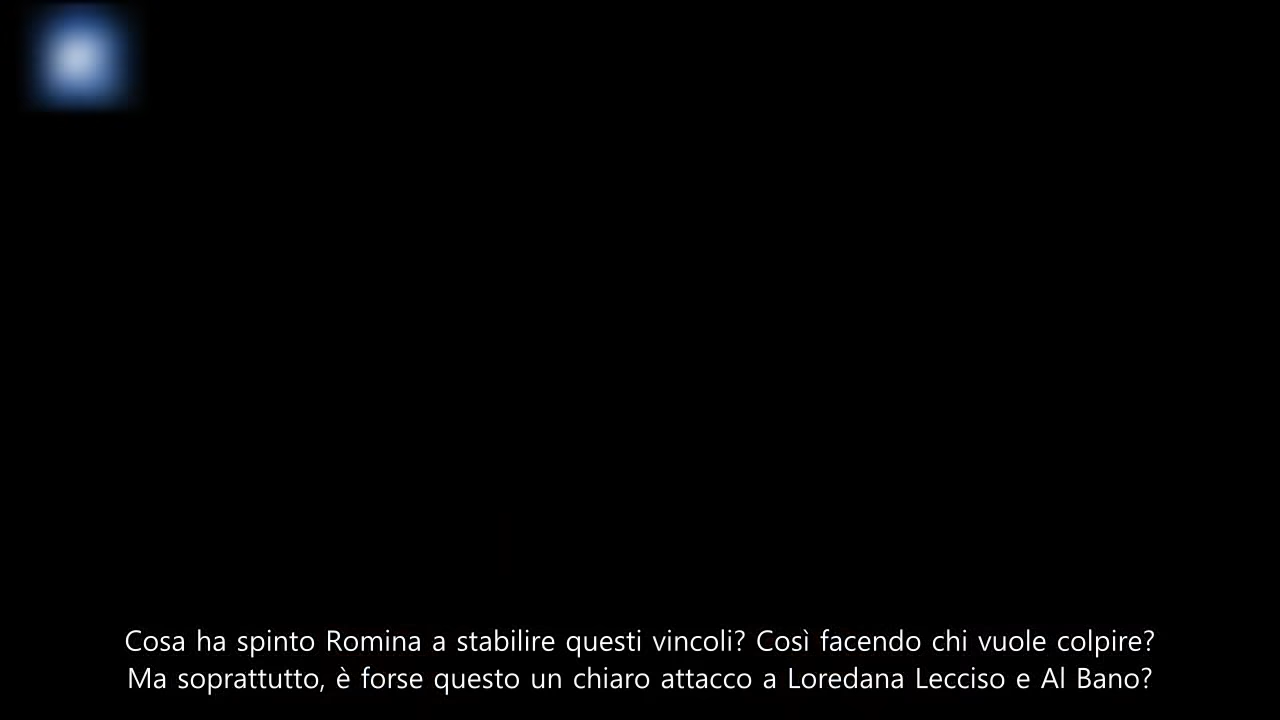 Cosa ha spinto Romina a stabilire questi vincoli? Così facendo chi vuole colpire?
Ma soprattutto, è forse questo un chiaro attacco a Loredana Lecciso e Al Bano?